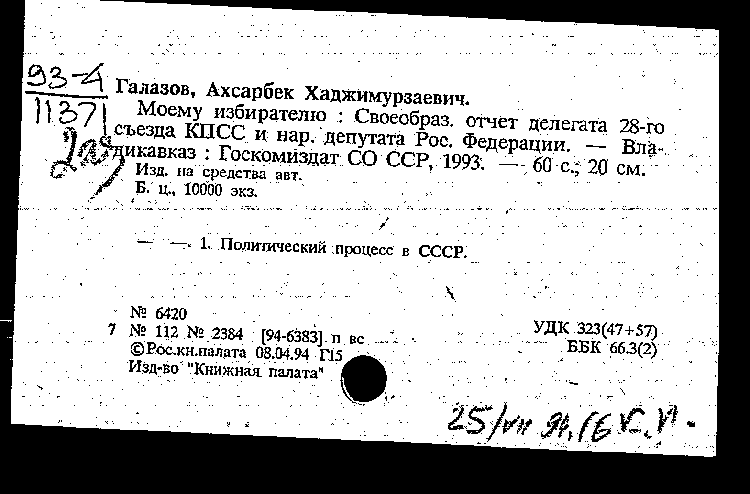 93-4
11371
Галазов, Ахсарбек Хаджимурзаевич.
Моему избирателю : Своеобраз. отчет делегата 28-го
съезда КПСС и нар. депутата Рос. Федерации. — Вла-
дикавказ : Госкомиздат СО ССР, 1993. — 60 с.; 20 см.
Изд. на средства авт.
Б. ц., 10000 экз.
— —. 1. Политический процесс в СССР.
№ 6420
7 № 112 № 2384 [94-6383] п вс
УДК 323(47+57)
©Рос.кн.палата 08.04.94 Г15
ББК 66.3(2)
Изд-во "Книжная палата"
25/VII 94.